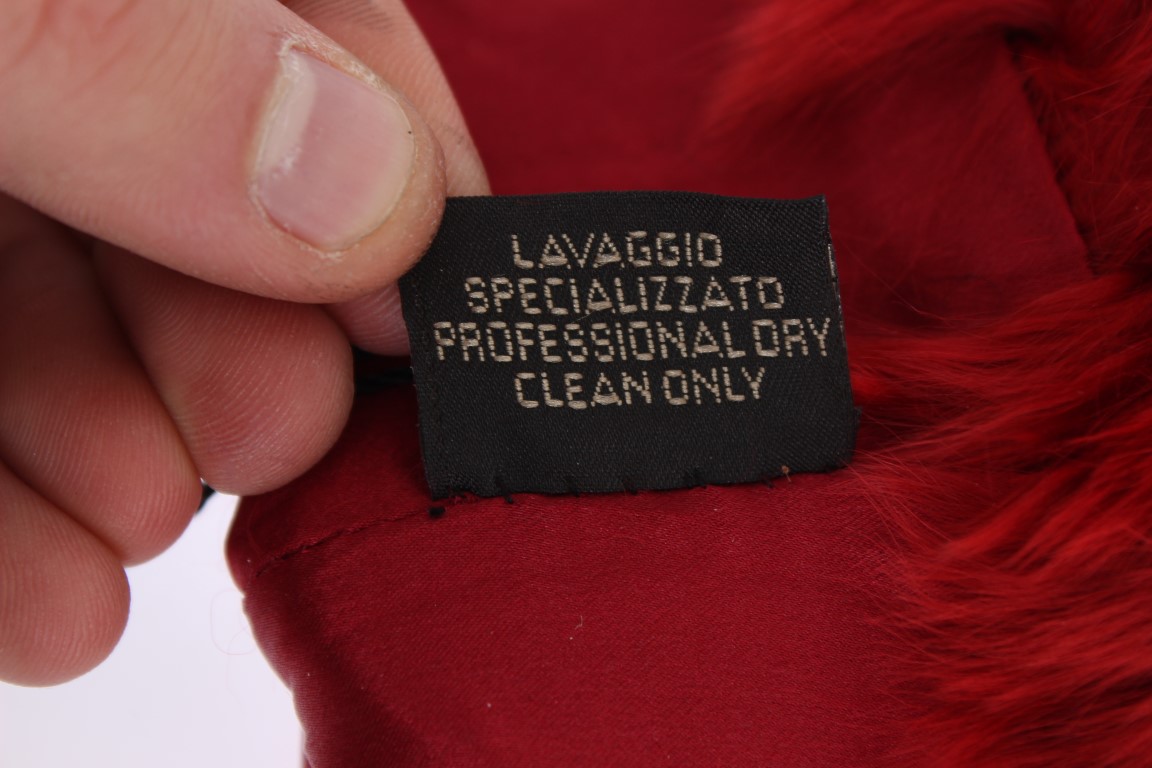 LAVAGGIO
SPECIALIZZATO
PROFESSIONAL DRY
CLEAN ONLY